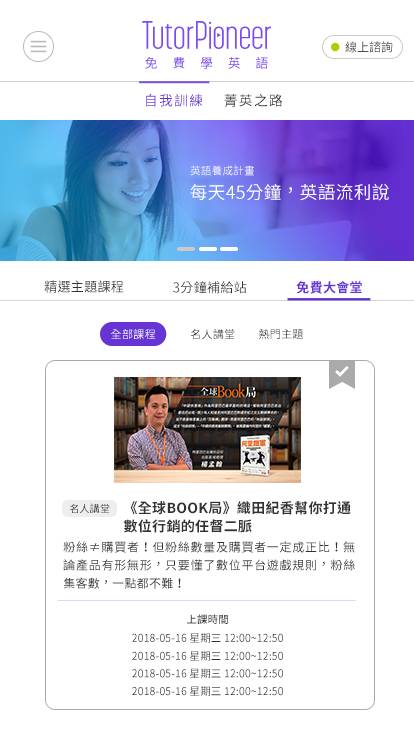 TutorPioneer
免費學英語
線上諮詢
自我訓練
菁英之路
英語養成計畫
每天45分鐘，英語流利說
精選主題課程
3分鐘補給站
免費大會堂
全部課程
名人講堂
熱門主題
全球Book局
楊孟翰
名人講堂
《全球BOOK局》織田紀香幫你打通
數位行銷的任督二脈
粉絲≠購買者！但粉絲數量及購買者一定成正比！無
論產品有形無形，只要懂了數位平台遊戲規則，粉絲
集客數，一點都不難！
上課時間
2018-05-16 星期三 12:00~12:50
2018-05-16 星期三 12:00~12:50
2018-05-16 星期三 12:00~12:50
2018-05-16 星期三 12:00~12:50